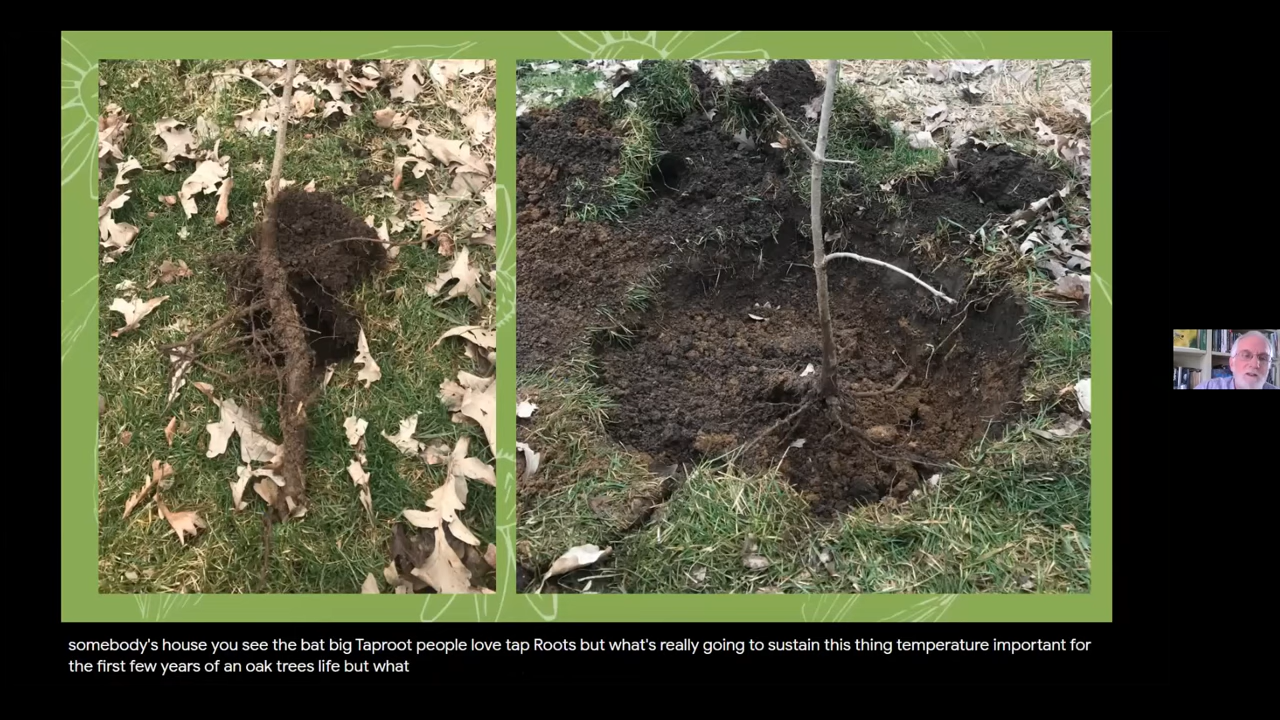 somebody's house you see the bat big Taproot people love tap Roots but what's really going to sustain this thing temperature important for
the first few years of an oak trees life but what